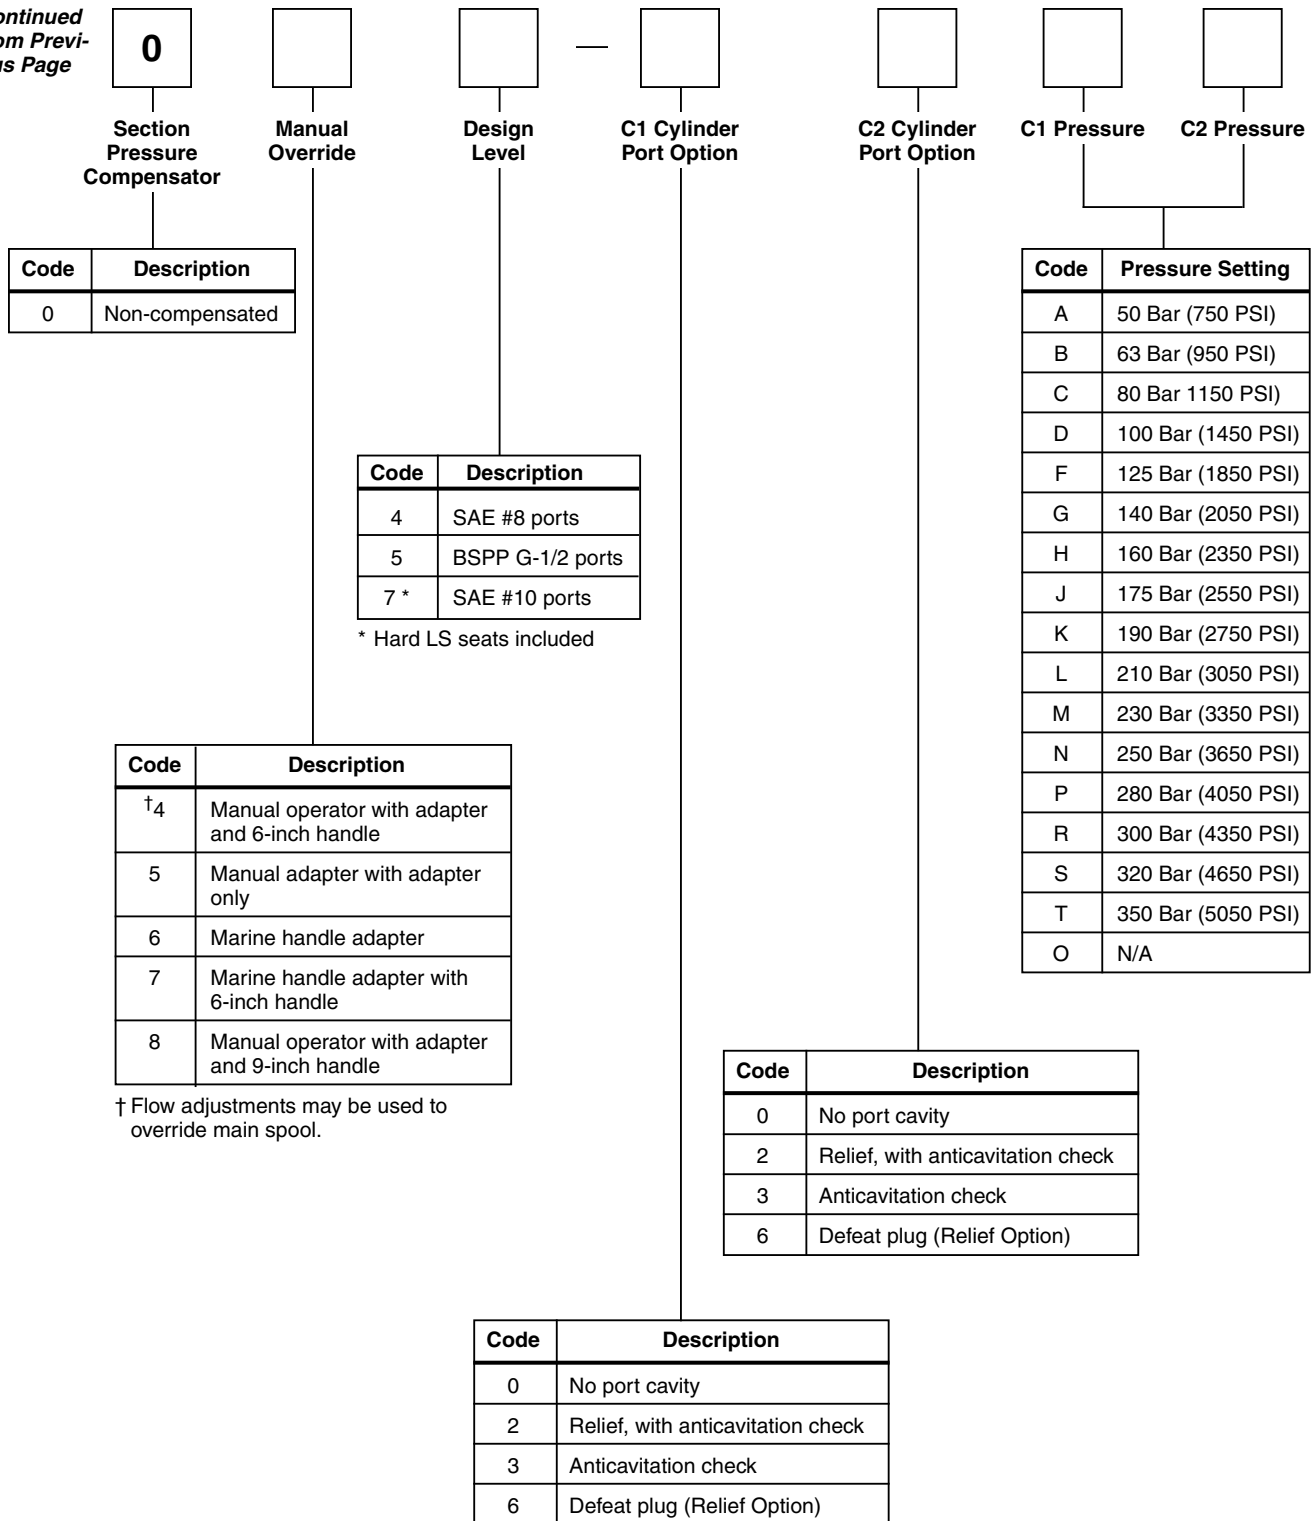 ontinued
om Previ-
us Page
0
—
Section
Pressure
Compensator
Manual
Override
Design
Level
C1 Cylinder
Port Option
C2 Cylinder
Port Option
C1 Pressure
C2 Pressure
Code Description
0 Non-compensated
Code Pressure Setting
A 50 Bar (750 PSI)
B 63 Bar (950 PSI)
C 80 Bar 1150 PSI)
D 100 Bar (1450 PSI)
F 125 Bar (1850 PSI)
G 140 Bar (2050 PSI)
H 160 Bar (2350 PSI)
J 175 Bar (2550 PSI)
K 190 Bar (2750 PSI)
L 210 Bar (3050 PSI)
M 230 Bar (3350 PSI)
N 250 Bar (3650 PSI)
P 280 Bar (4050 PSI)
R 300 Bar (4350 PSI)
S 320 Bar (4650 PSI)
T 350 Bar (5050 PSI)
O N/A
Code Description
4 SAE #8 ports
5 BSPP G-1/2 ports
7 * SAE #10 ports
* Hard LS seats included
Code Description
†4 Manual operator with adapter
and 6-inch handle
5 Manual adapter with adapter
only
6 Marine handle adapter
7 Marine handle adapter with
6-inch handle
8 Manual operator with adapter
and 9-inch handle
† Flow adjustments may be used to
override main spool.
Code Description
0 No port cavity
2 Relief, with anticavitation check
3 Anticavitation check
6 Defeat plug (Relief Option)
Code Description
0 No port cavity
2 Relief, with anticavitation check
3 Anticavitation check
6 Defeat plug (Relief Option)